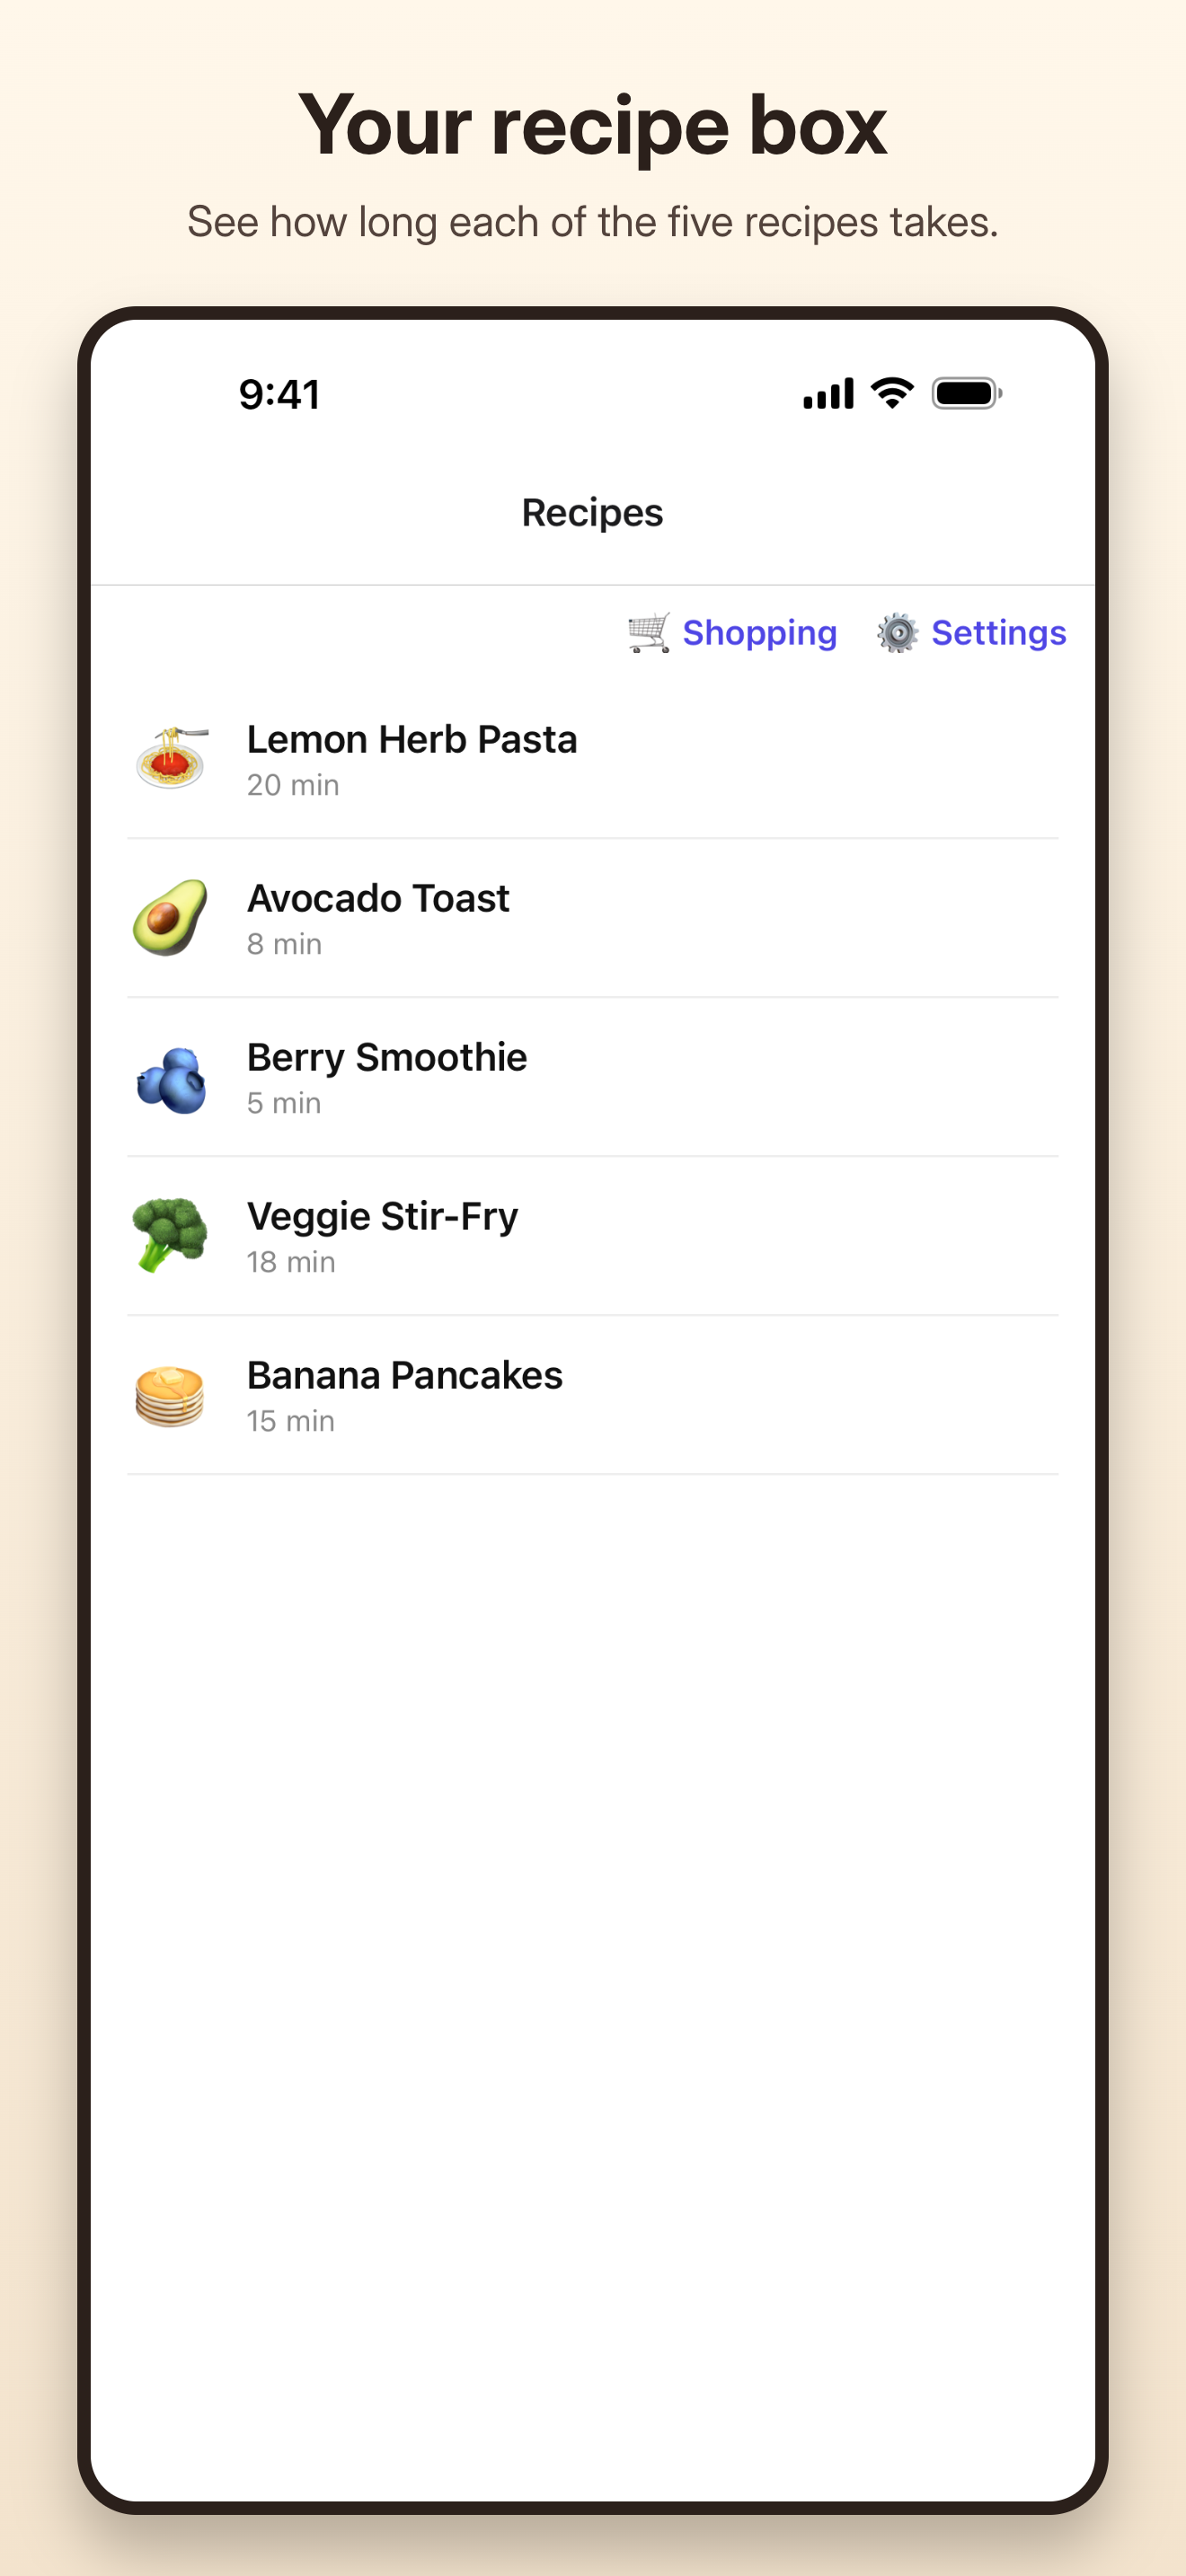 Your recipe box
See how long each of the five recipes takes.
9:41
Recipes
Shopping Settings
Lemon Herb Pasta
20 min
Avocado Toast
8 min
Berry Smoothie
5 min
Veggie Stir-Fry
18 min
Banana Pancakes
15 min